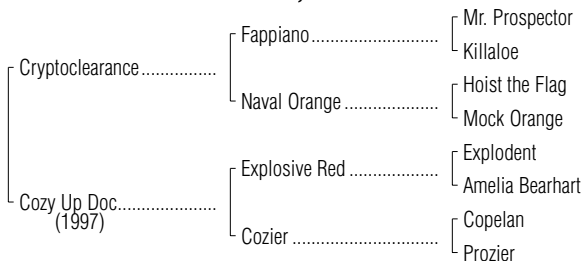 Mr. Prospector
Fappiano
Killaloe
Cryptoclearance
Hoist the Flag
Naval Orange
Mock Orange
Explodent
Explosive Red
Amelia Bearhart
Cozy Up Doc
(1997)
Copelan
Cozier
Prozier